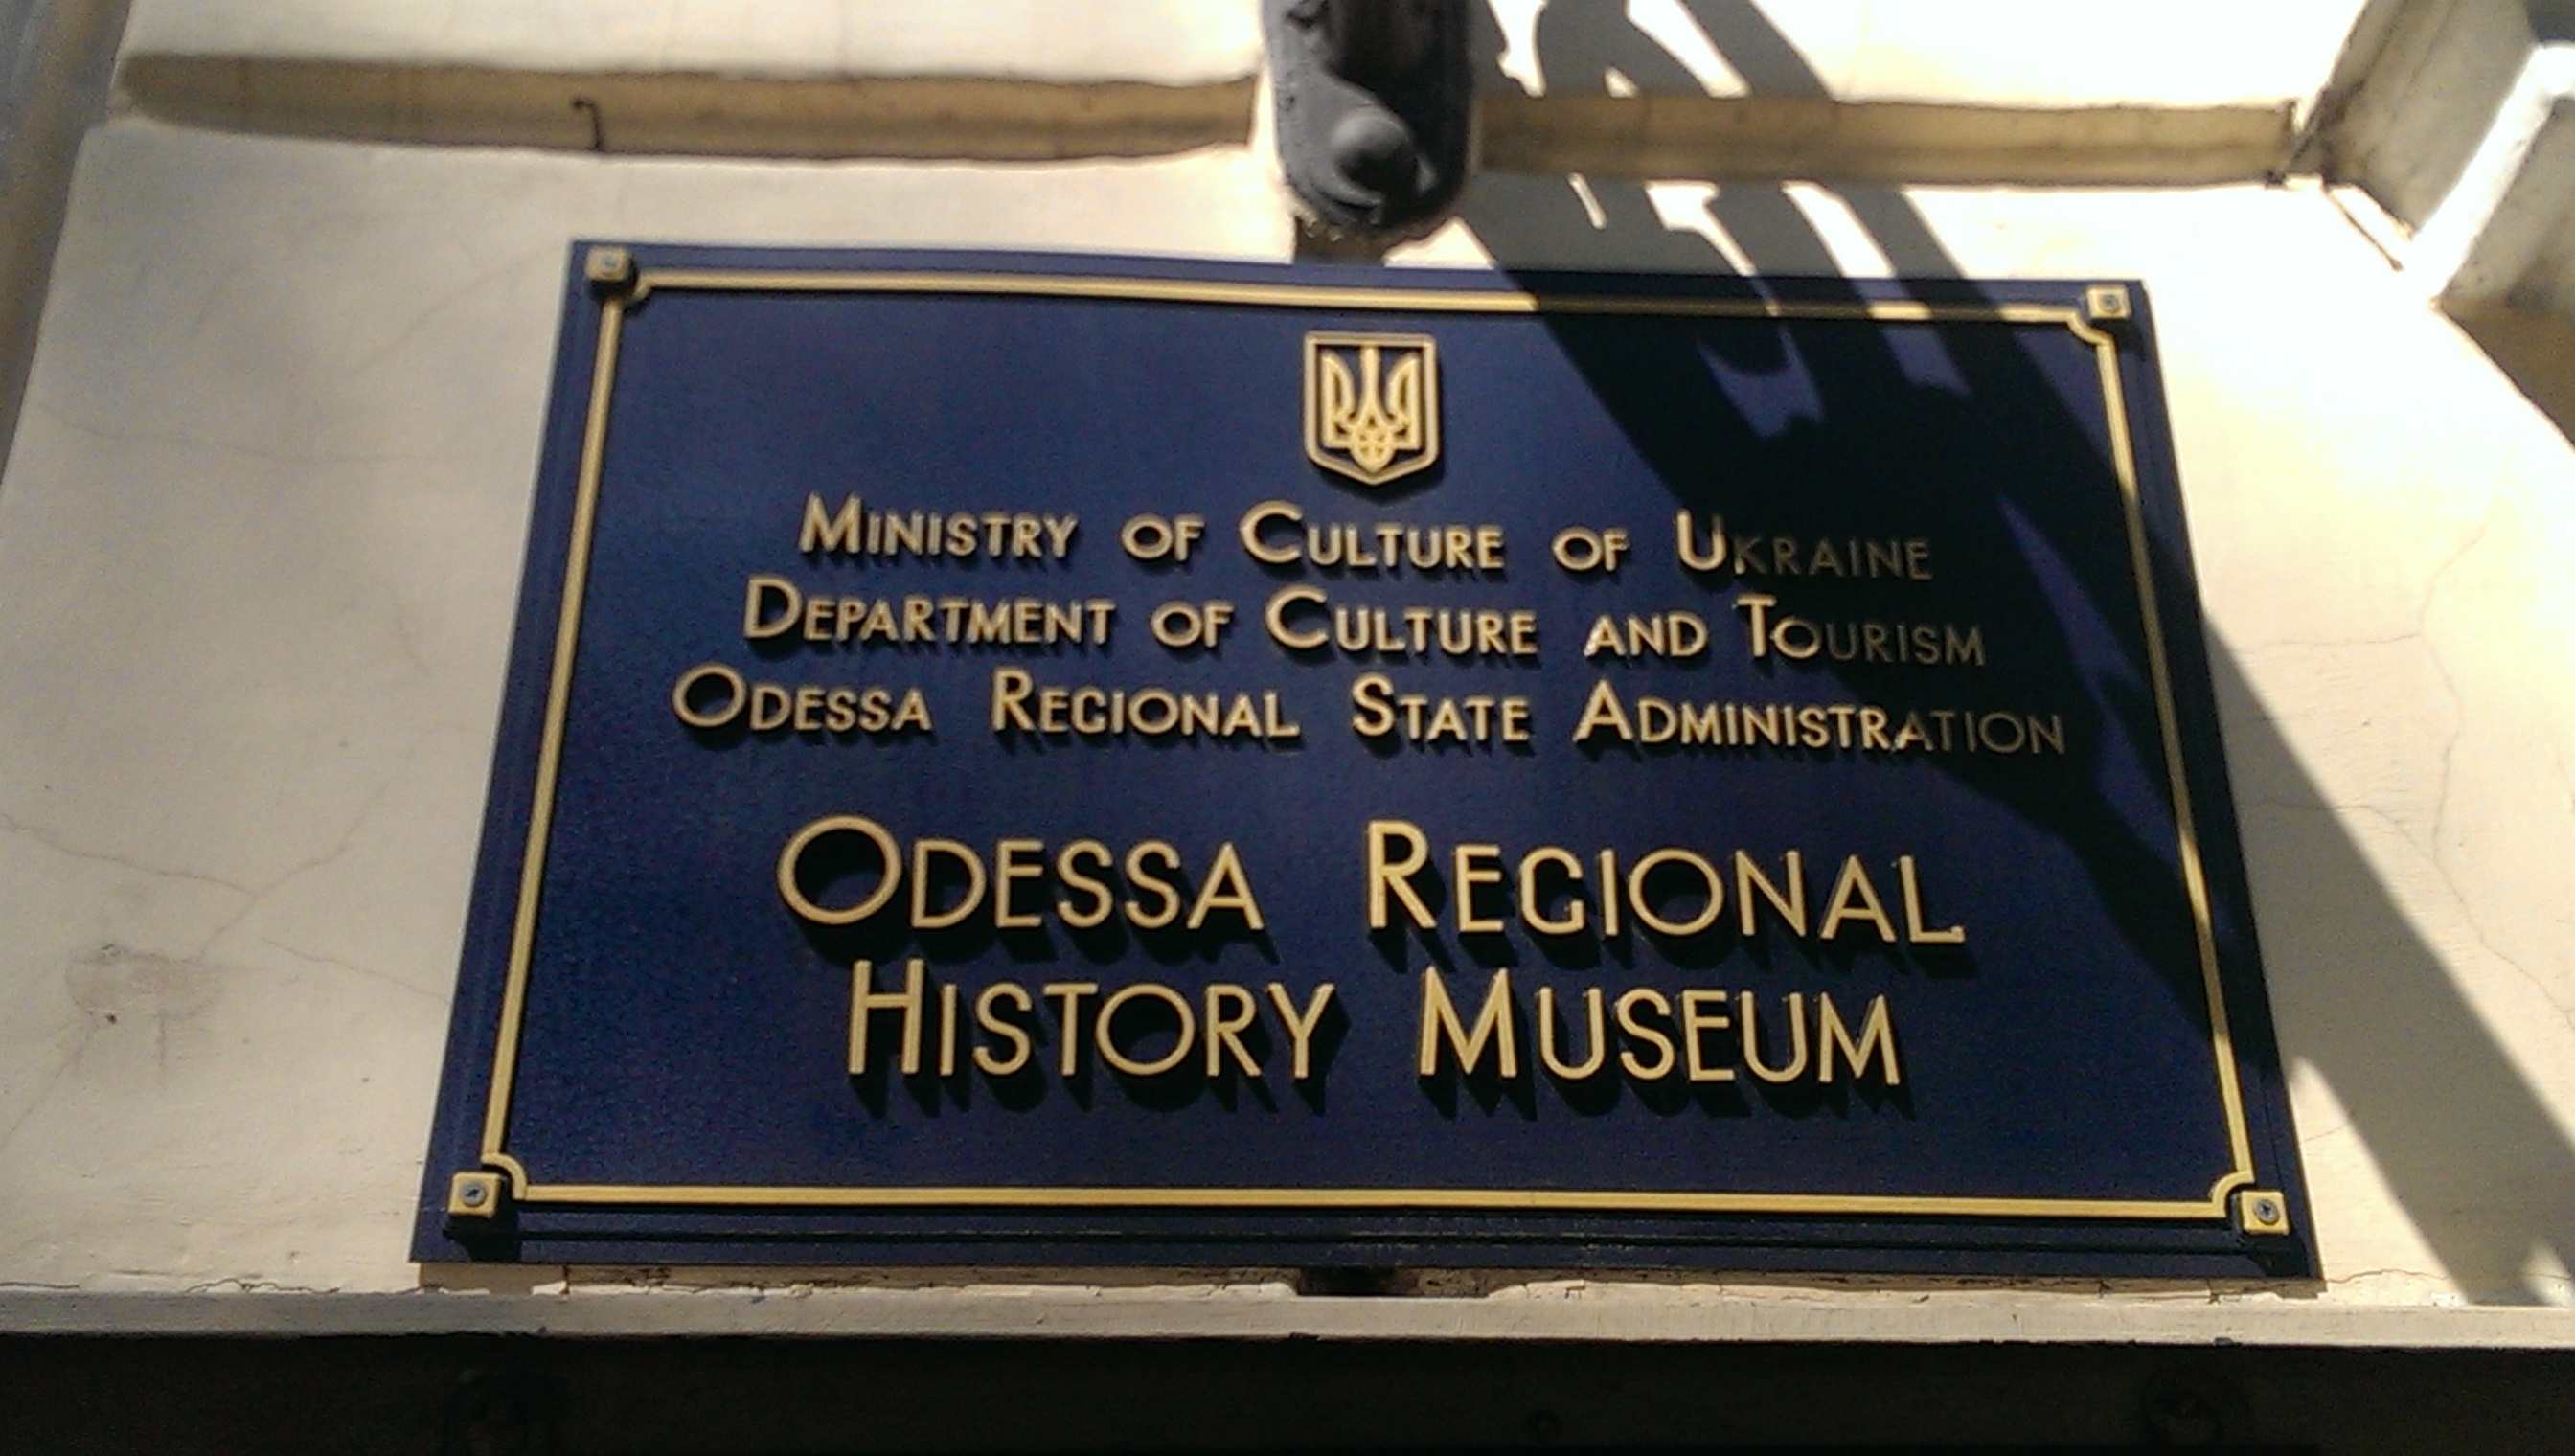 Ministry of Culture of Ukraine
Department of Culture and Tourism
Odessa Regional State Administration
Odessa Regional
History Museum